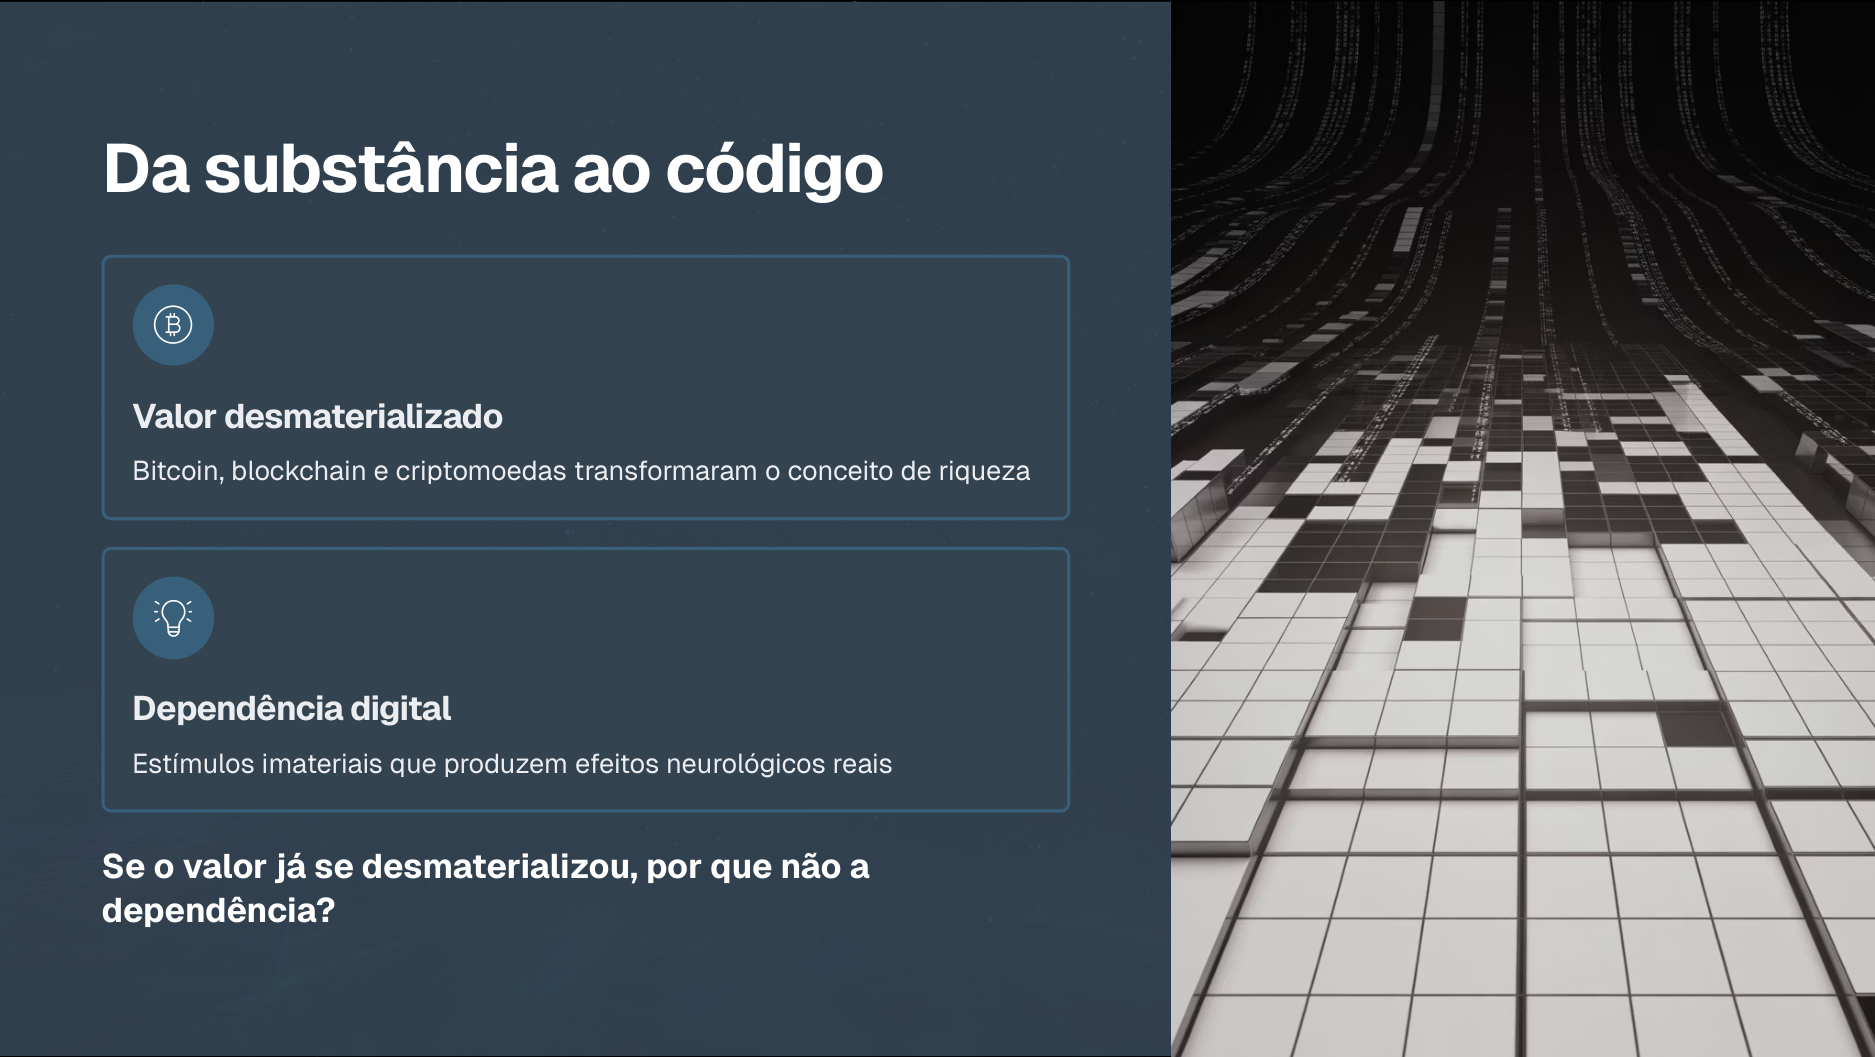 Da substância ao código
Valor desmaterializado
Bitcoin, blockchain e criptomoedas transformaram o conceito de riqueza
Dependência digital
Estímulos imateriais que produzem efeitos neurológicos reais
Se o valor já se desmaterializou, por que não a
dependência?